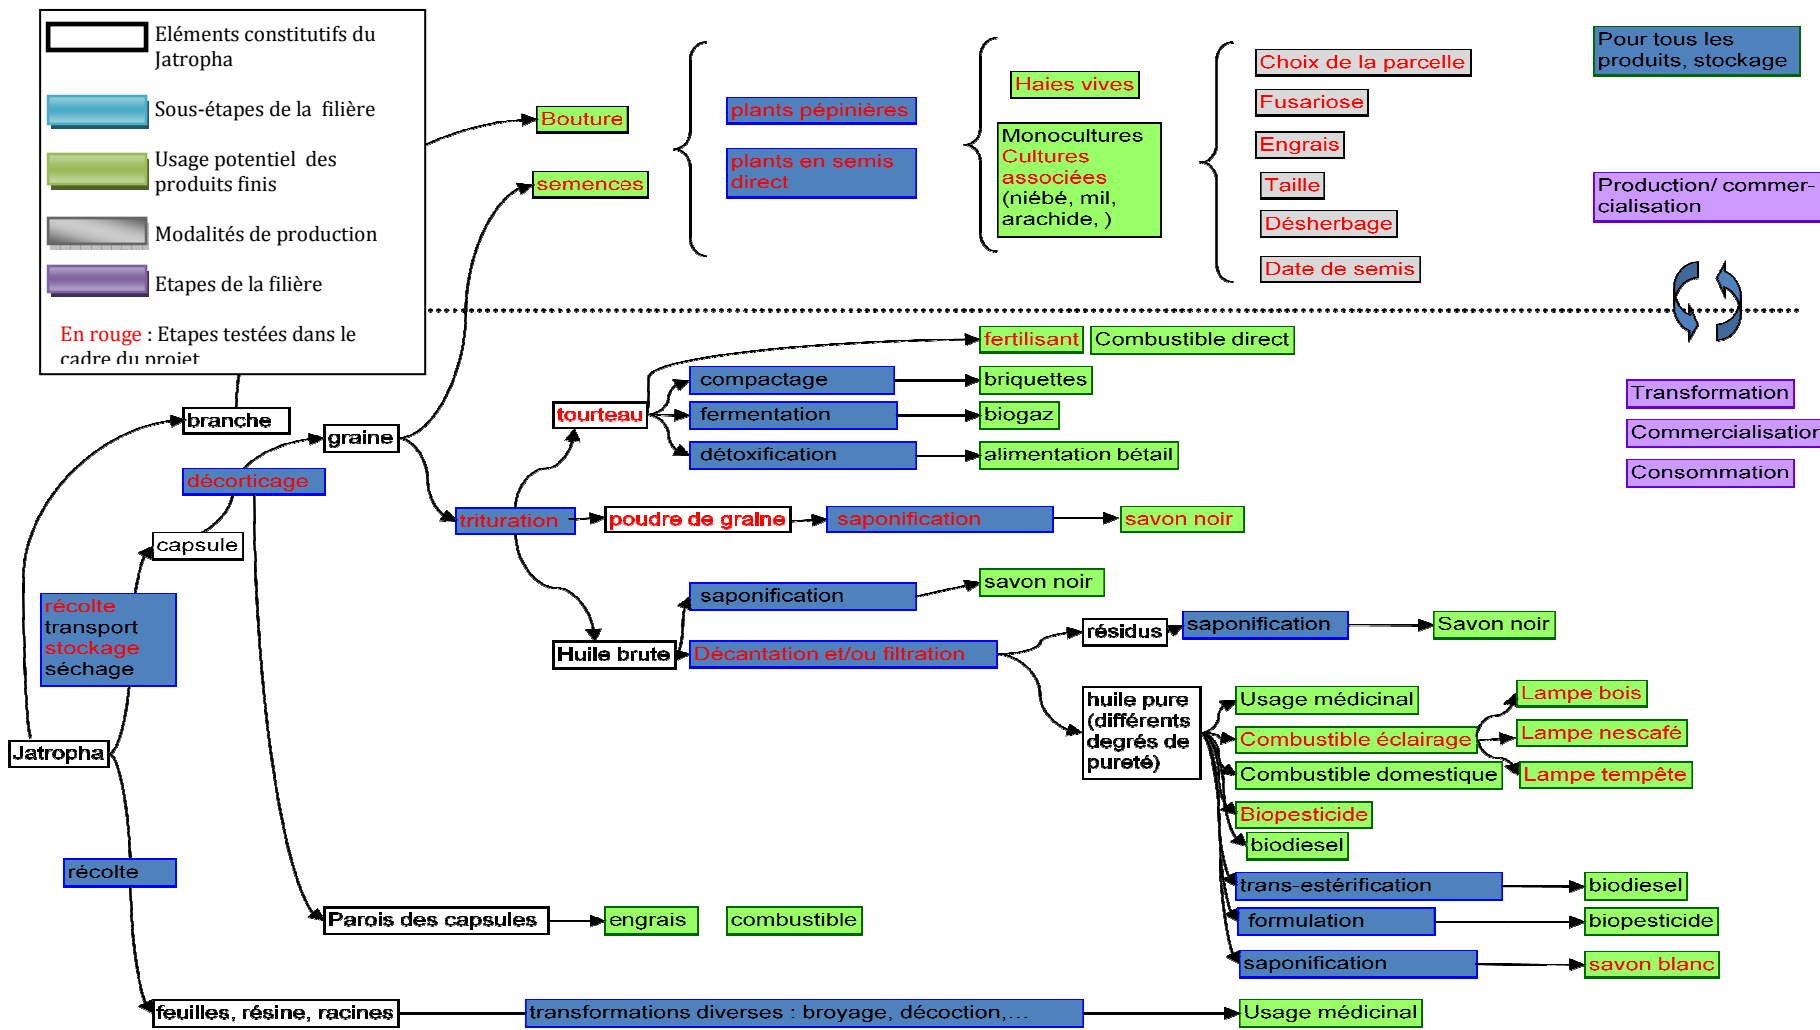 Eléments constitutifs du
Jatropha
Sous-étapes de la filière
Usage potentiel des
produits finis
Modalités de production
Etapes de la filière
En rouge : Etapes testées dans le
cadre du projet
Bouture
semences
plants pépinières
plants en semis
direct
Haies vives
Monocultures
Cultures
associées
(niébé, mil,
arachide, )
Choix de la parcelle
Fusariose
Engrais
Taille
Désherbage
Date de semis
Pour tous les
produits, stockage
Production/ commer-
cialisation
fertilisant
Combustible direct
compactage
briquettes
tourteau
fermentation
biogaz
détoxification
alimentation bétail
Transformation
Commercialisation
Consommation
branche
graine
décorticage
trituration
poudre de graine
saponification
savon noir
capsule
récolte
transport
stockage
séchage
saponification
savon noir
Huile brute
Décantation et/ou filtration
résidus
saponification
Savon noir
huile pure
(différents
degrés de
pureté)
Usage médicinal
Combustible éclairage
Combustible domestique
Lampe bois
Lampe nescafé
Lampe tempête
Biopesticide
biodiesel
trans-estérification
biodiesel
formulation
biopesticide
saponification
savon blanc
Jatropha
récolte
Parois des capsules
engrais
combustible
feuilles, résine, racines
transformations diverses : broyage, décoction,...
Usage médicinal